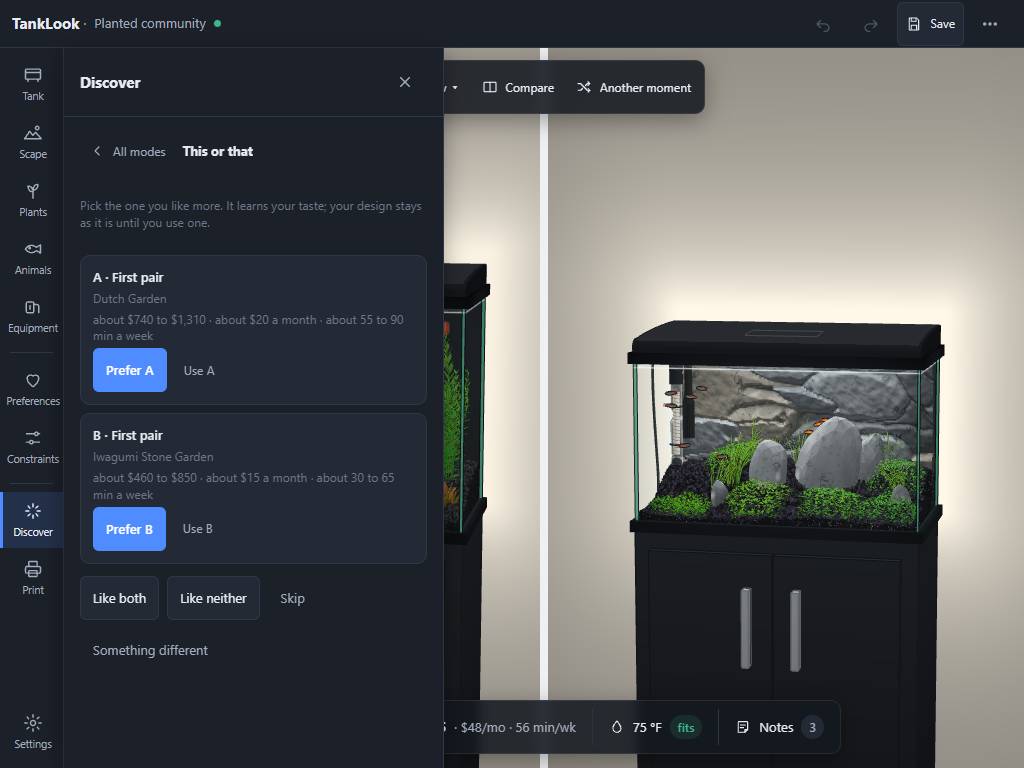 TankLook · Planted community
Save
Tank
Scape
Plants
Animals
Equipment
Preferences
Constraints
Discover
Print
Settings
Discover
All modes This or that
Pick the one you like more. It learns your taste; your design stays
as it is until you use one.
A · First pair
Dutch Garden
about $740 to $1,310 · about $20 a month · about 55 to 90
min a week
Prefer A Use A
B · First pair
Iwagumi Stone Garden
about $460 to $850 · about $15 a month · about 30 to 65
min a week
Prefer B Use B
Like both Like neither Skip
Something different
Compare Another moment
· $48/mo · 56 min/wk 75 °F fits Notes 3